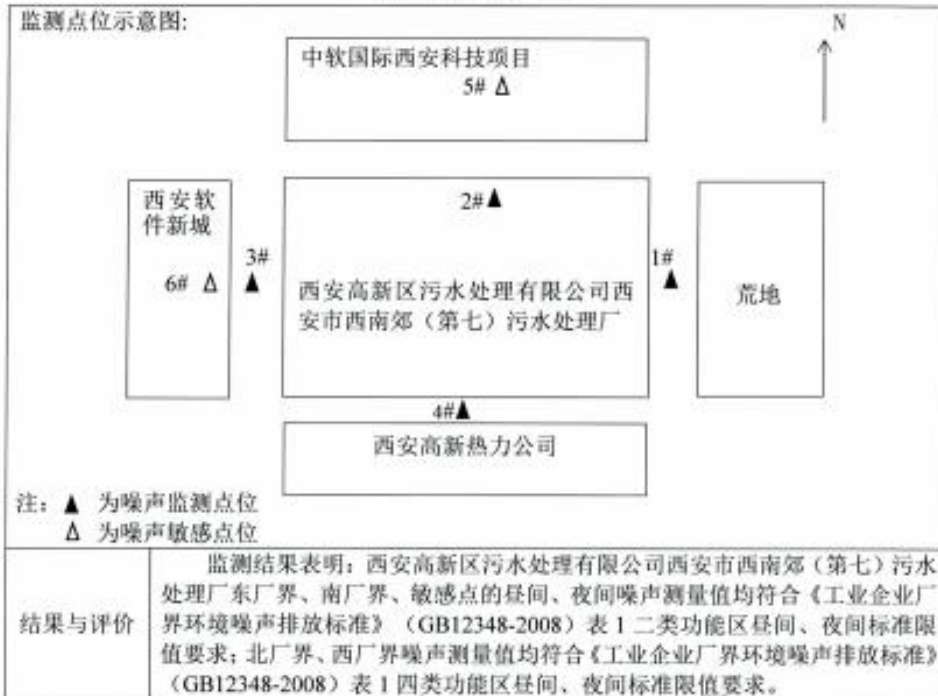 监测点位示意图:
N
中软国际西安科技项目
5# Δ
西安软
件新城
2#▲
3#
1#
6# Δ
▲
▲
西安高新区污水处理有限公司西
安市西南郊（第七）污水处理厂
荒地
4#▲
西安高新热力公司
注：▲ 为噪声监测点位
Δ 为噪声敏感点位
结果与评价
监测结果表明：西安高新区污水处理有限公司西安市西南郊（第七）污水
处理厂东厂界、南厂界、敏感点的昼间、夜间噪声测量值均符合《工业企业厂
界环境噪声排放标准》（GB12348-2008）表 1 二类功能区昼间、夜间标准限
值要求；北厂界、西厂界噪声测量值均符合《工业企业厂界环境噪声排放标准》
（GB12348-2008）表 1 四类功能区昼间、夜间标准限值要求。